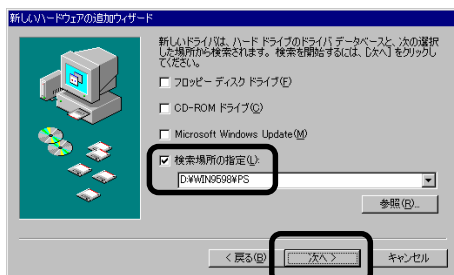 新しいハードウェアの追加ウィザード
新しいドライバは、ハード ドライブのドライバ データベースと、次の選択
した場所から検索されます。検索を開始するには、[次へ] をクリックし
てください。
フロッピー ディスク ドライブ(F)
CD-ROM ドライブ(C)
Microsoft Windows Update(M)
検索場所の指定(L):
D:¥WIN9598¥PS
参照(R)...
< 戻る(B)
次へ >
キャンセル